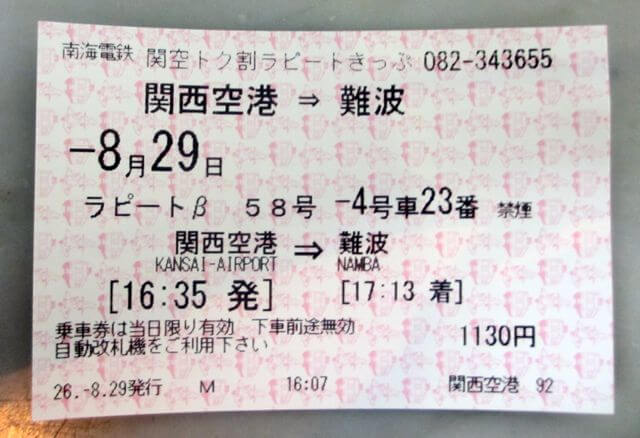 南海電鉄 関空トク割ラピートきっぷ 082-343655
関西空港 ⇒ 難波
-8月29日
ラピートβ 58号 -4号車23番 禁煙
関西空港 ⇒ 難波
KANSAI-AIRPORT NAMBA
[16:35 発] [17:13 着]
乗車券は当日限り有効 下車前途無効 1130円
自動改札機をご利用下さい
26.-8.29発行 M 16:07 関西空港 92